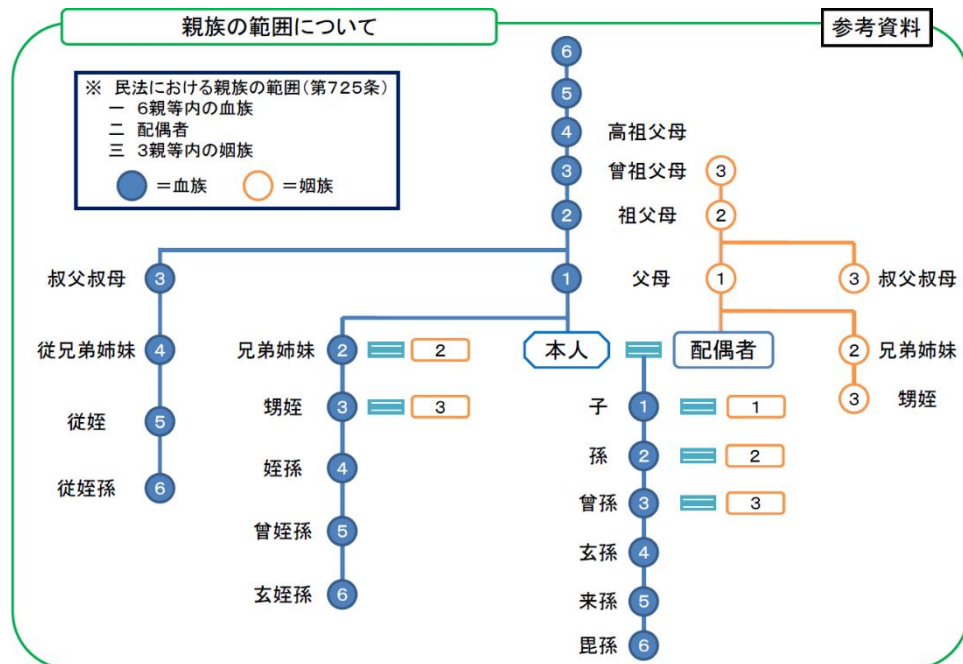 親族の範囲について
参考資料
※ 民法における親族の範囲(第725条)
一 6親等内の血族
二 配偶者
三 3親等内の姻族
=血族 =姻族
6
5
4 高祖父母
3 曾祖父母 3
2 祖父母 2
叔父叔母 3 1 父母 1 3 叔父叔母
従兄弟姉妹 4 兄弟姉妹 2 2 本人 配偶者 2 兄弟姉妹
甥姪 3 3 子 1 1 3 甥姪
従姪 5
姪孫 4 孫 2 2
従姪孫 6 曾孫 3 3
曾姪孫 5 玄孫 4
玄姪孫 6 来孫 5
毘孫 6